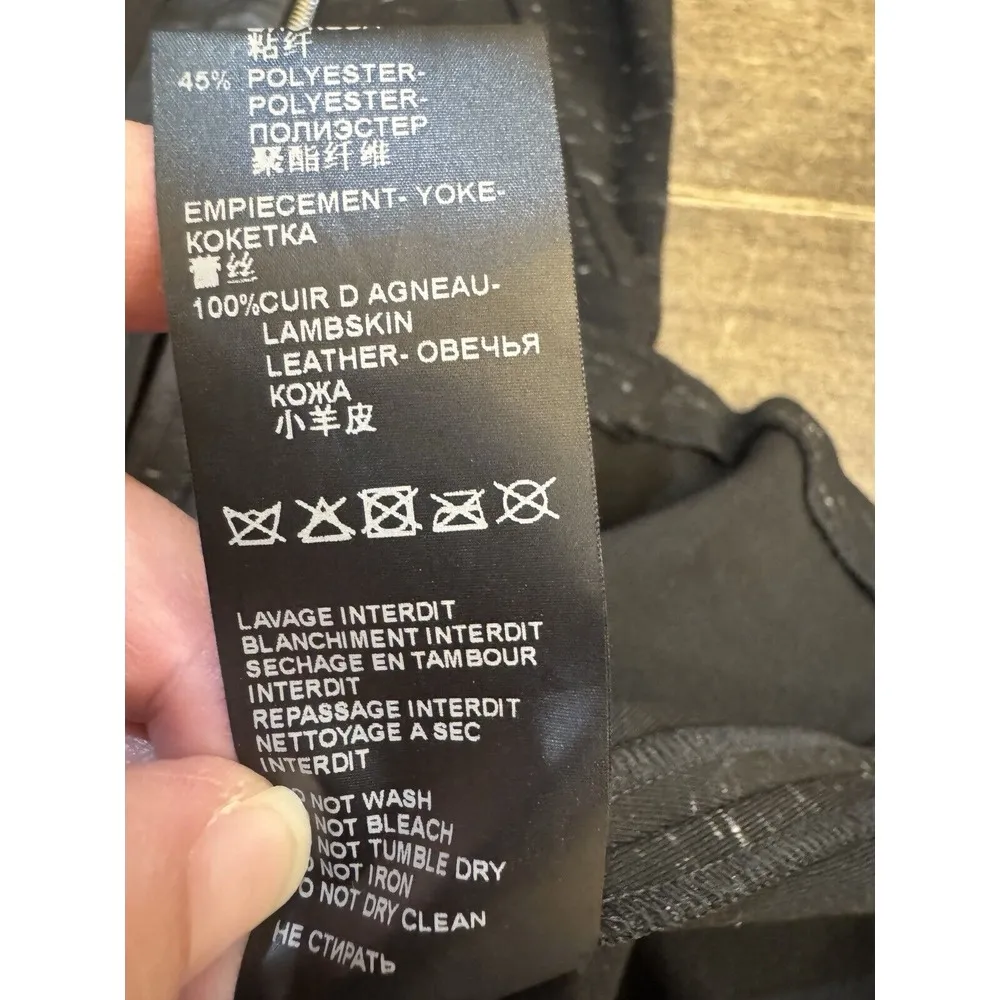 粘纤
45% POLYESTER-
POLYESTER-
ПОЛИЭСТЕР
聚酯纤维
EMPIECEMENT- YOKE-
КОКЕТКА
100%CUIR D AGNEAU-
LAMBSKIN
LEATHER- ОВЕЧЬЯ
КОЖА
小羊皮
LAVAGE INTERDIT
BLANCHIMENT INTERDIT
SECHAGE EN TAMBOUR
INTERDIT
REPASSAGE INTERDIT
NETTOYAGE A SEC
INTERDIT
NOT WASH
NOT BLEACH
NOT TUMBLE DRY
NOT IRON
DO NOT DRY CLEAN
НЕ СТИРАТЬ